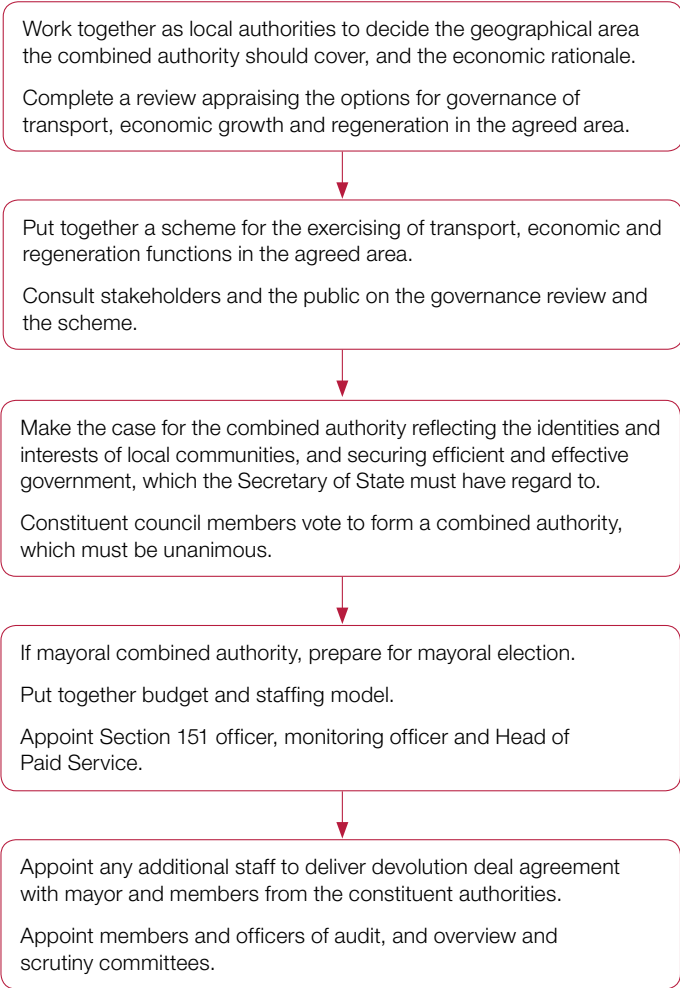 Work together as local authorities to decide the geographical area
the combined authority should cover, and the economic rationale.
Complete a review appraising the options for governance of
transport, economic growth and regeneration in the agreed area.
Put together a scheme for the exercising of transport, economic and
regeneration functions in the agreed area.
Consult stakeholders and the public on the governance review and
the scheme.
Make the case for the combined authority reflecting the identities and
interests of local communities, and securing efficient and effective
government, which the Secretary of State must have regard to.
Constituent council members vote to form a combined authority,
which must be unanimous.
If mayoral combined authority, prepare for mayoral election.
Put together budget and staffing model.
Appoint Section 151 officer, monitoring officer and Head of
Paid Service.
Appoint any additional staff to deliver devolution deal agreement
with mayor and members from the constituent authorities.
Appoint members and officers of audit, and overview and
scrutiny committees.